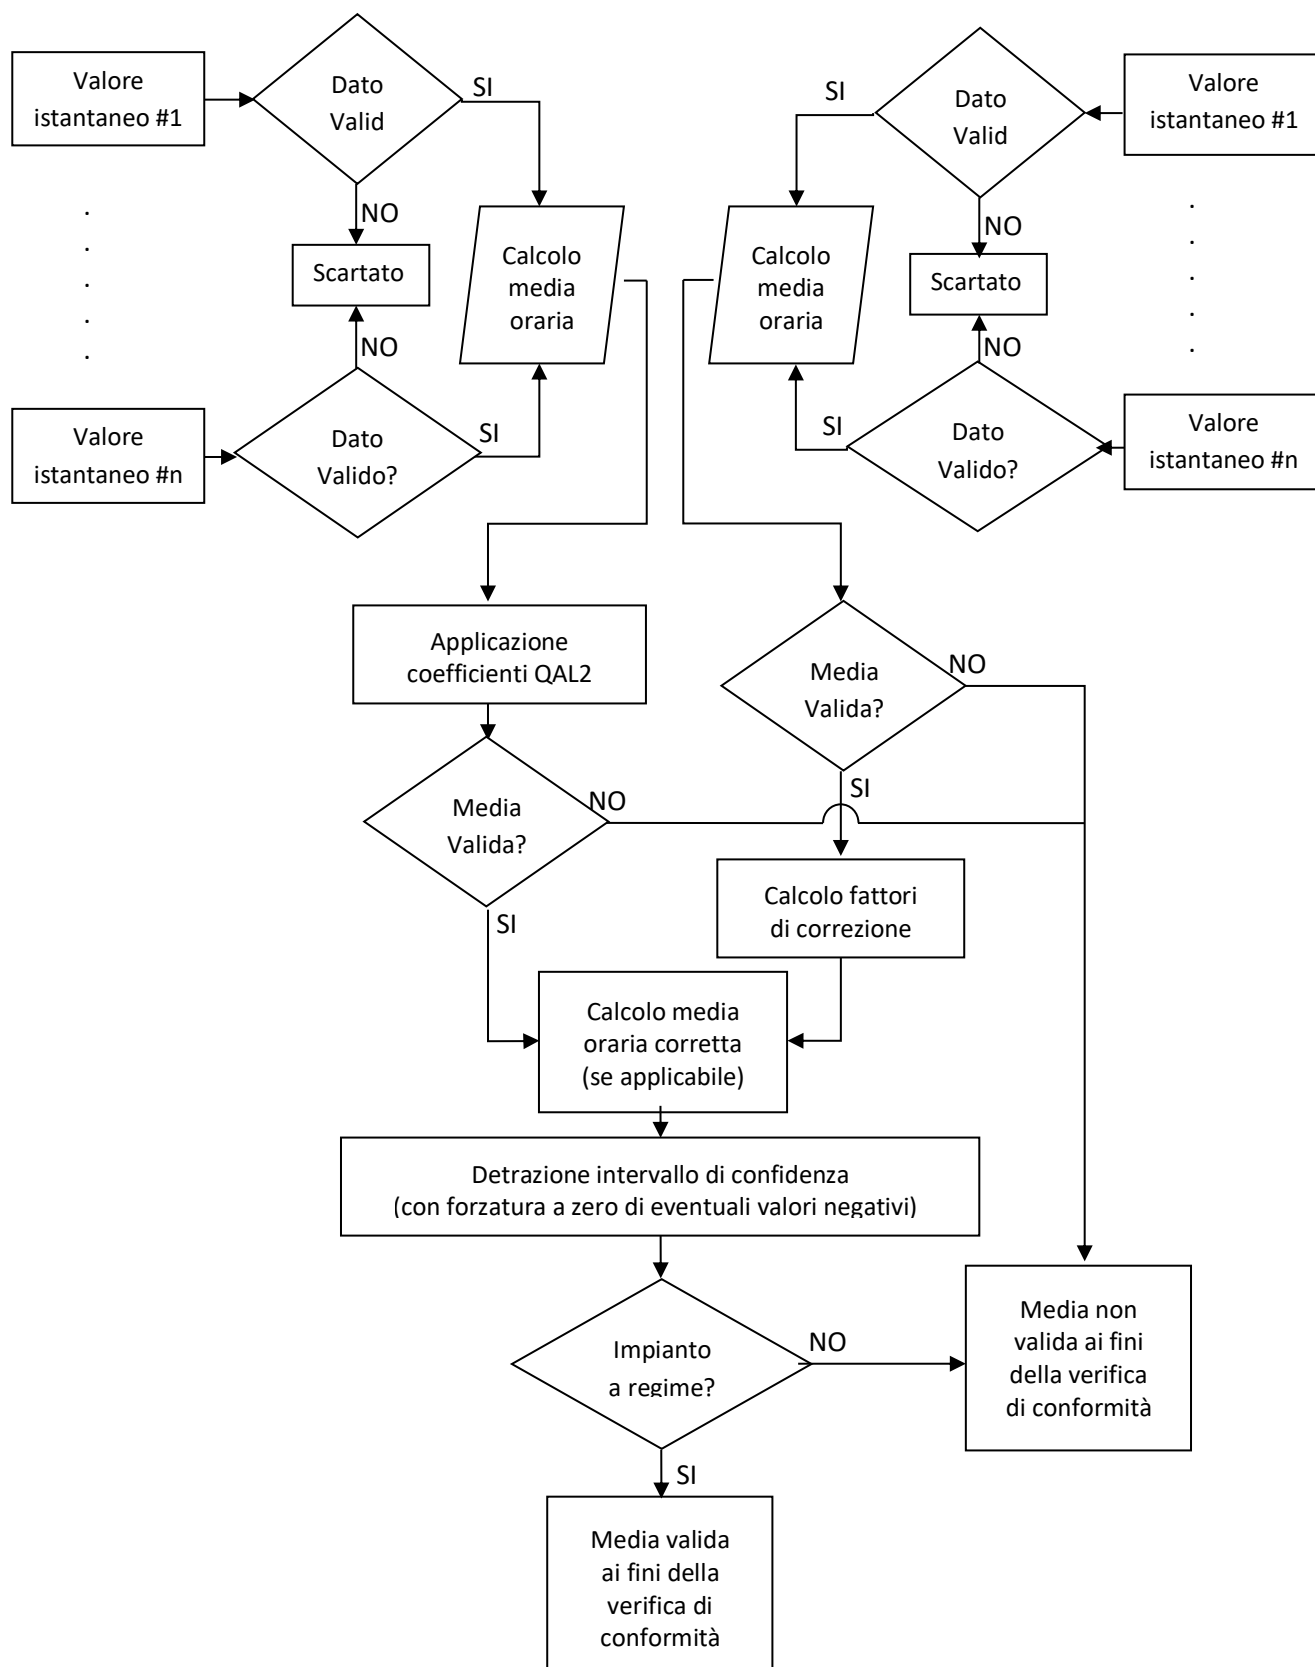 Valore
istantaneo #1
Dato
Valid
SI
NO
Scartato
NO
Valore
istantaneo #n
Dato
Valido?
SI
Calcolo
media
oraria
SI
Dato
Valid
Valore
istantaneo #1
NO
Scartato
NO
Calcolo
media
oraria
SI
Dato
Valido?
Valore
istantaneo #n
Applicazione
coefficienti QAL2
Media
Valida?
NO
SI
Media
Valida?
NO
SI
Calcolo fattori
di correzione
Calcolo media
oraria corretta
(se applicabile)
Detrazione intervallo di confidenza
(con forzatura a zero di eventuali valori negativi)
Impianto
a regime?
NO
Media non
valida ai fini
della verifica
di conformità
SI
Media valida
ai fini della
verifica di
conformità